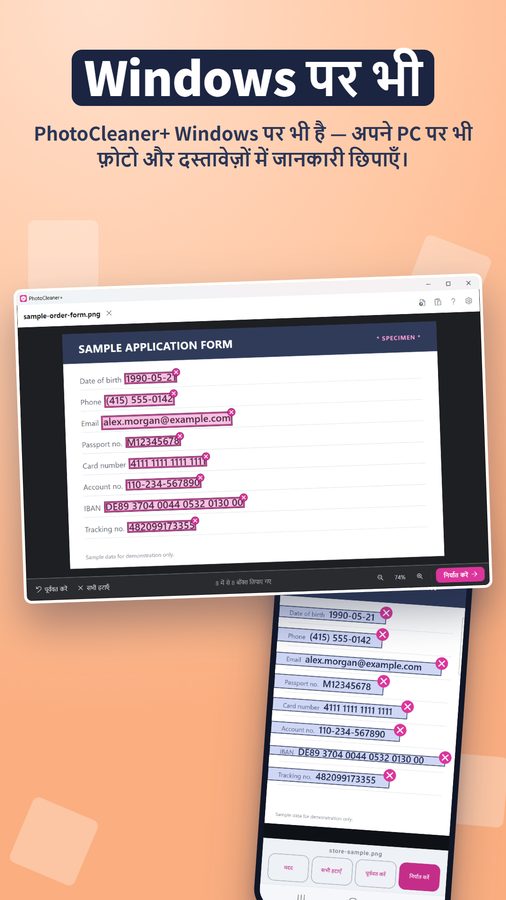 Windows पर भी
PhotoCleaner+ Windows पर भी है — अपने PC पर भी
फ़ोटो और दस्तावेज़ों में जानकारी छिपाएँ।
PhotoCleaner+
sample-order-form.png
SAMPLE APPLICATION FORM
* SPECIMEN *
Date of birth 1990-05-21
Phone (415) 555-0142
Email alex.morgan@example.com
Passport no. M12345678
Card number 4111 1111 1111 1111
Account no. 110-234-567890
IBAN DE89 3704 0044 0532 0130 00
Tracking no. 482099173355
Sample data for demonstration only.
पूर्ववत करें
सभी हटाएँ
8 में से 8 बॉक्स छिपाए गए
74%
निर्यात करें
Date of birth 1990-05-21
Phone (415) 555-0142
Email alex.morgan@example.com
Passport no. M12345678
Card number 4111 1111 1111 1111
Account no. 110-234-567890
IBAN DE89 3704 0044 0532 0130 00
Tracking no. 482099173355
Sample data for demonstration only.
store-sample.png
मदद
सभी हटाएँ
पूर्ववत करें
निर्यात करें